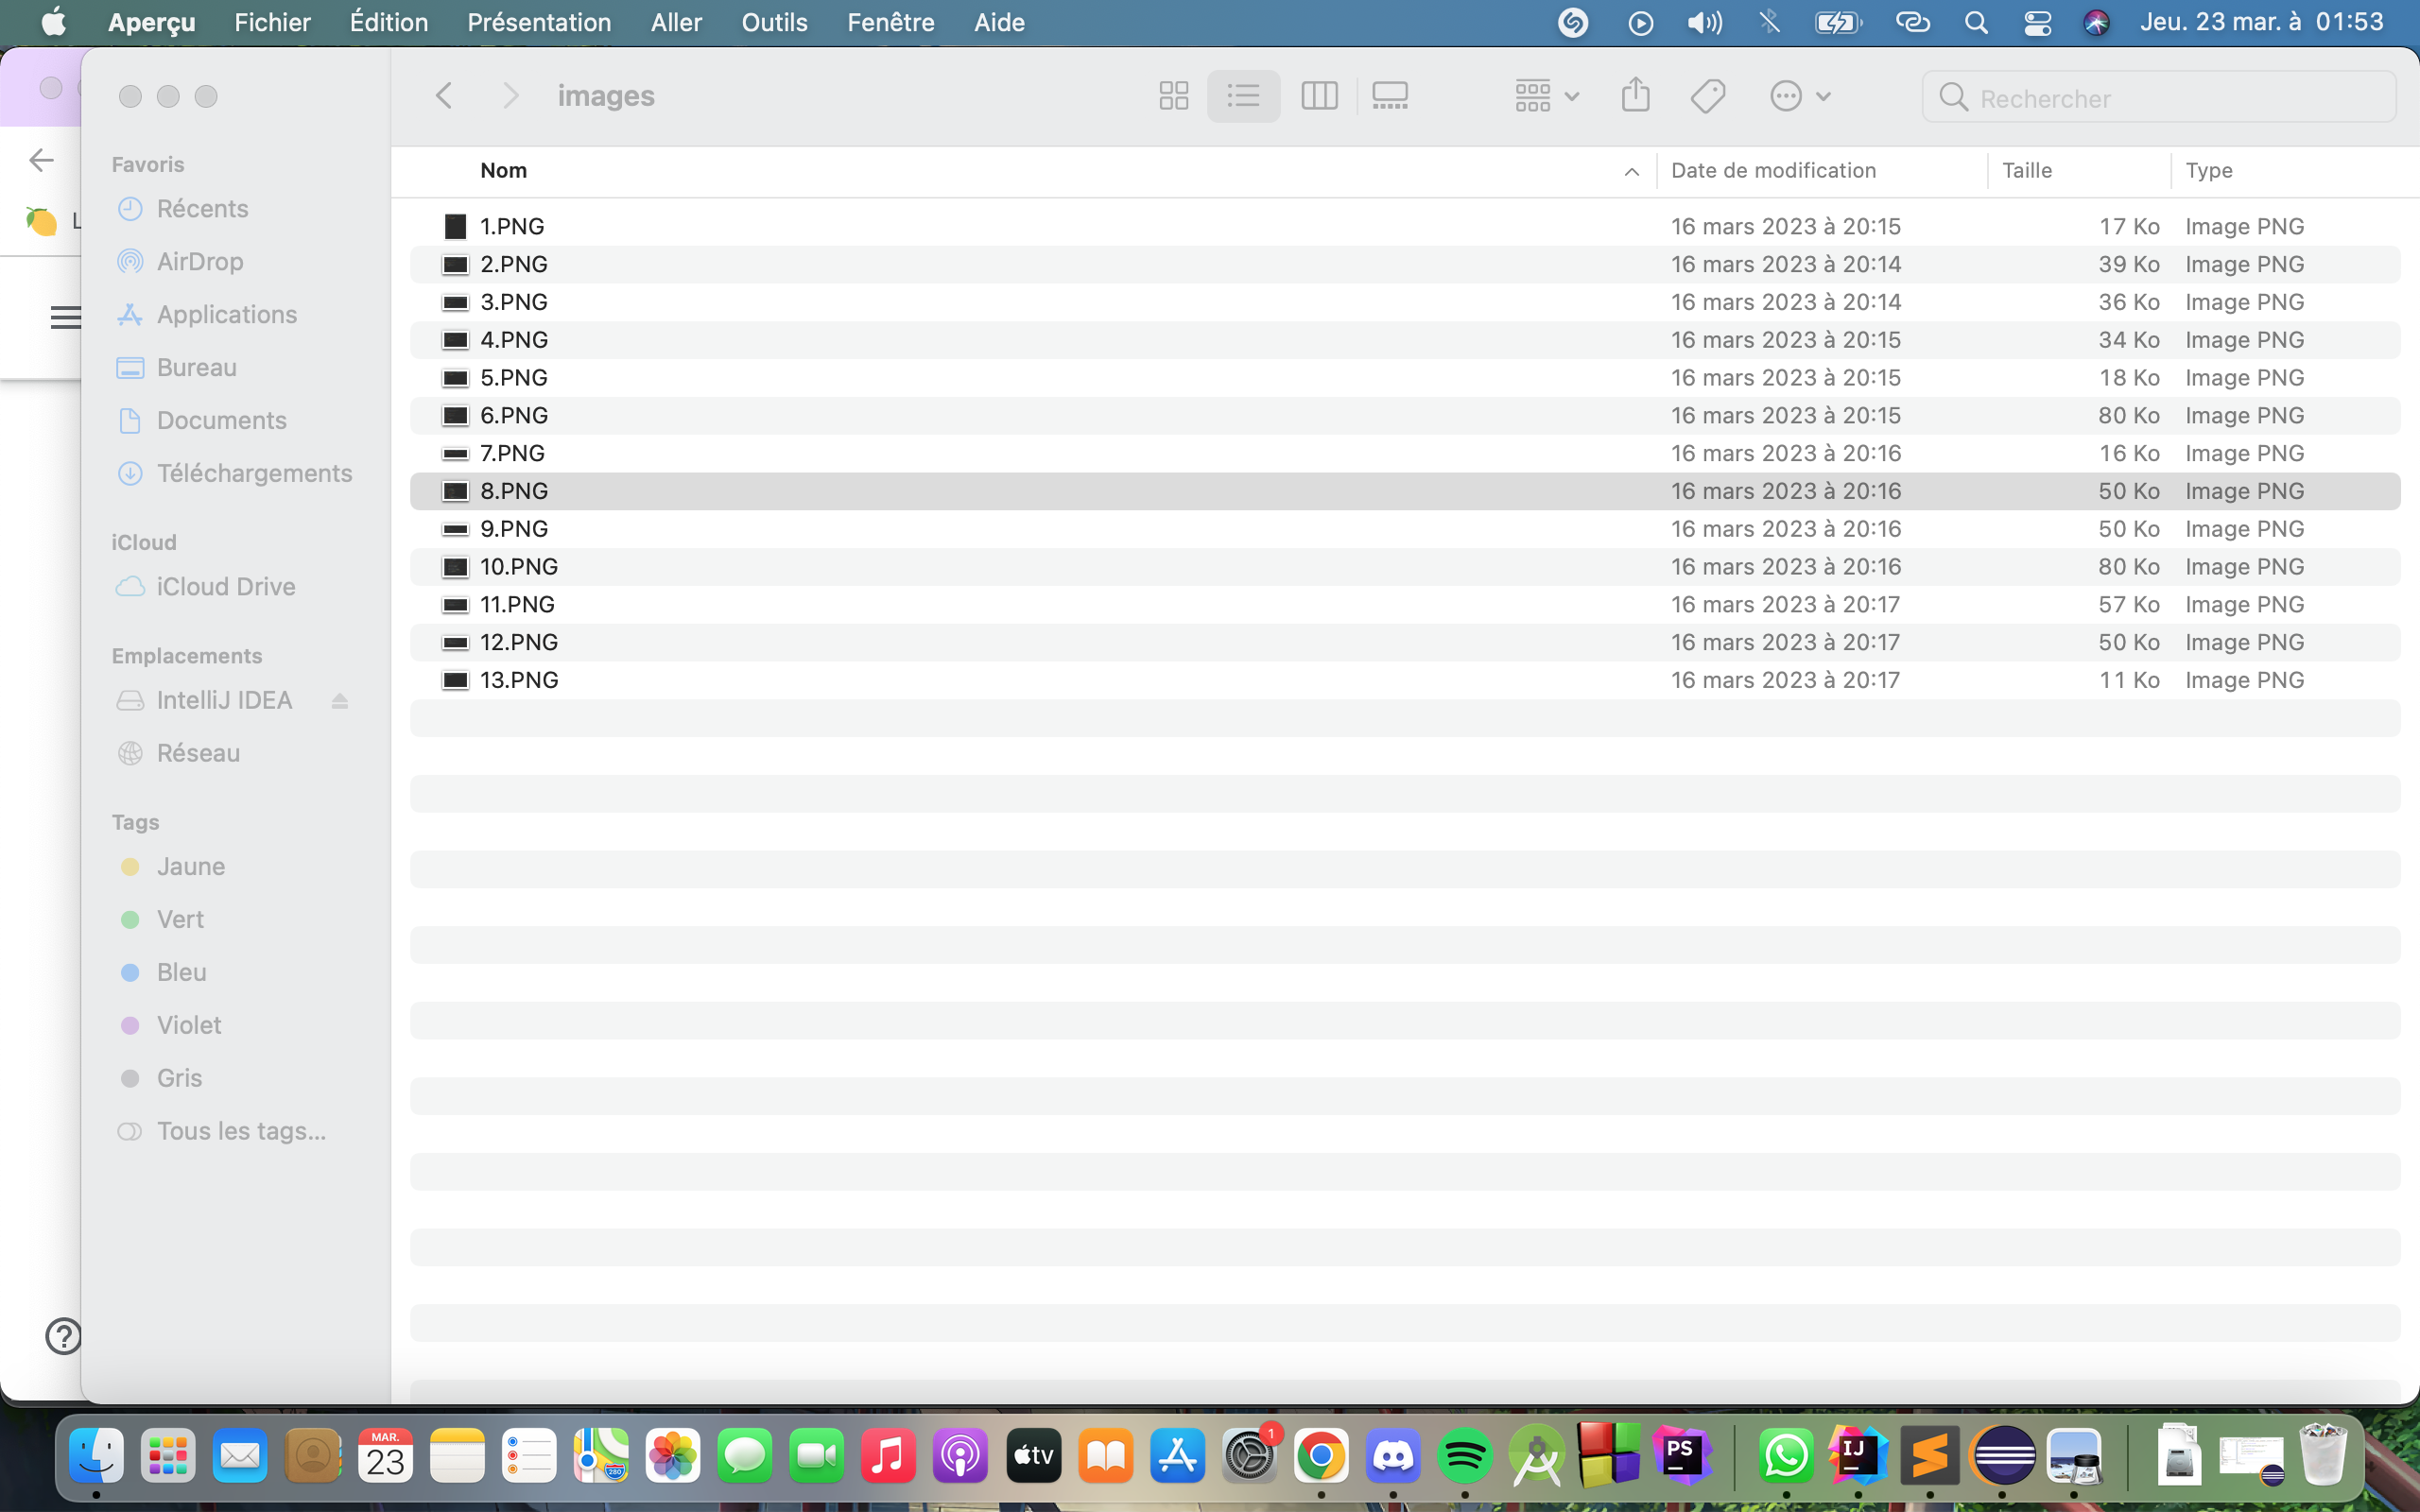 Aperçu Fichier Édition Présentation Aller Outils Fenêtre Aide Jeu. 23 mar. à 01:53
images Rechercher
Favoris
Récents
AirDrop
Applications
Bureau
Documents
Téléchargements
iCloud
iCloud Drive
Emplacements
IntelliJ IDEA
Réseau
Tags
Jaune
Vert
Bleu
Violet
Gris
Tous les tags...
L
Nom Date de modification Taille Type
1.PNG 16 mars 2023 à 20:15 17 Ko Image PNG
2.PNG 16 mars 2023 à 20:14 39 Ko Image PNG
3.PNG 16 mars 2023 à 20:14 36 Ko Image PNG
4.PNG 16 mars 2023 à 20:15 34 Ko Image PNG
5.PNG 16 mars 2023 à 20:15 18 Ko Image PNG
6.PNG 16 mars 2023 à 20:15 80 Ko Image PNG
7.PNG 16 mars 2023 à 20:16 16 Ko Image PNG
8.PNG 16 mars 2023 à 20:16 50 Ko Image PNG
9.PNG 16 mars 2023 à 20:16 50 Ko Image PNG
10.PNG 16 mars 2023 à 20:16 80 Ko Image PNG
11.PNG 16 mars 2023 à 20:17 57 Ko Image PNG
12.PNG 16 mars 2023 à 20:17 50 Ko Image PNG
13.PNG 16 mars 2023 à 20:17 11 Ko Image PNG
MAR.
23
280
tv
1
PS
IJ